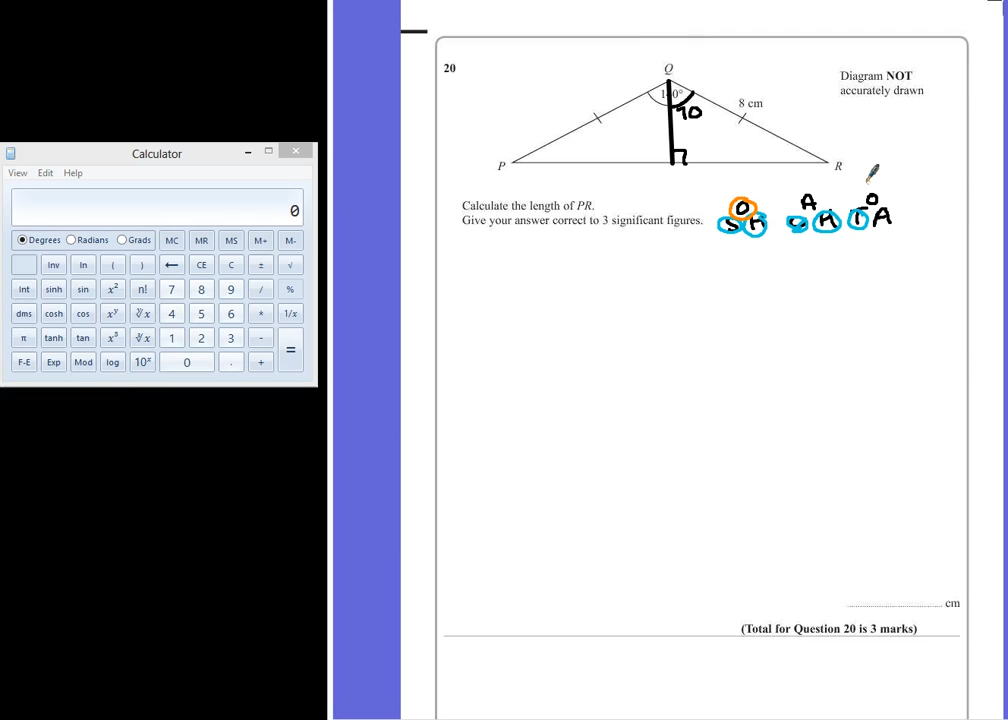 Calculator
View Edit Help
0
Degrees Radians Grads MC MR MS M+ M-
Inv ln ( ) ← CE C ± √
Int sinh sin x² n! 7 8 9 / %
dms cosh cos xʸ ʸ√x 4 5 6 * 1/x
π tanh tan x³ ³√x 1 2 3 - =
F-E Exp Mod log 10ˣ 0 . +
20
Q
Diagram NOT
accurately drawn
0°
8 cm
70
P
R
Calculate the length of PR.
Give your answer correct to 3 significant figures.
O A O
S H C H T A
cm
(Total for Question 20 is 3 marks)